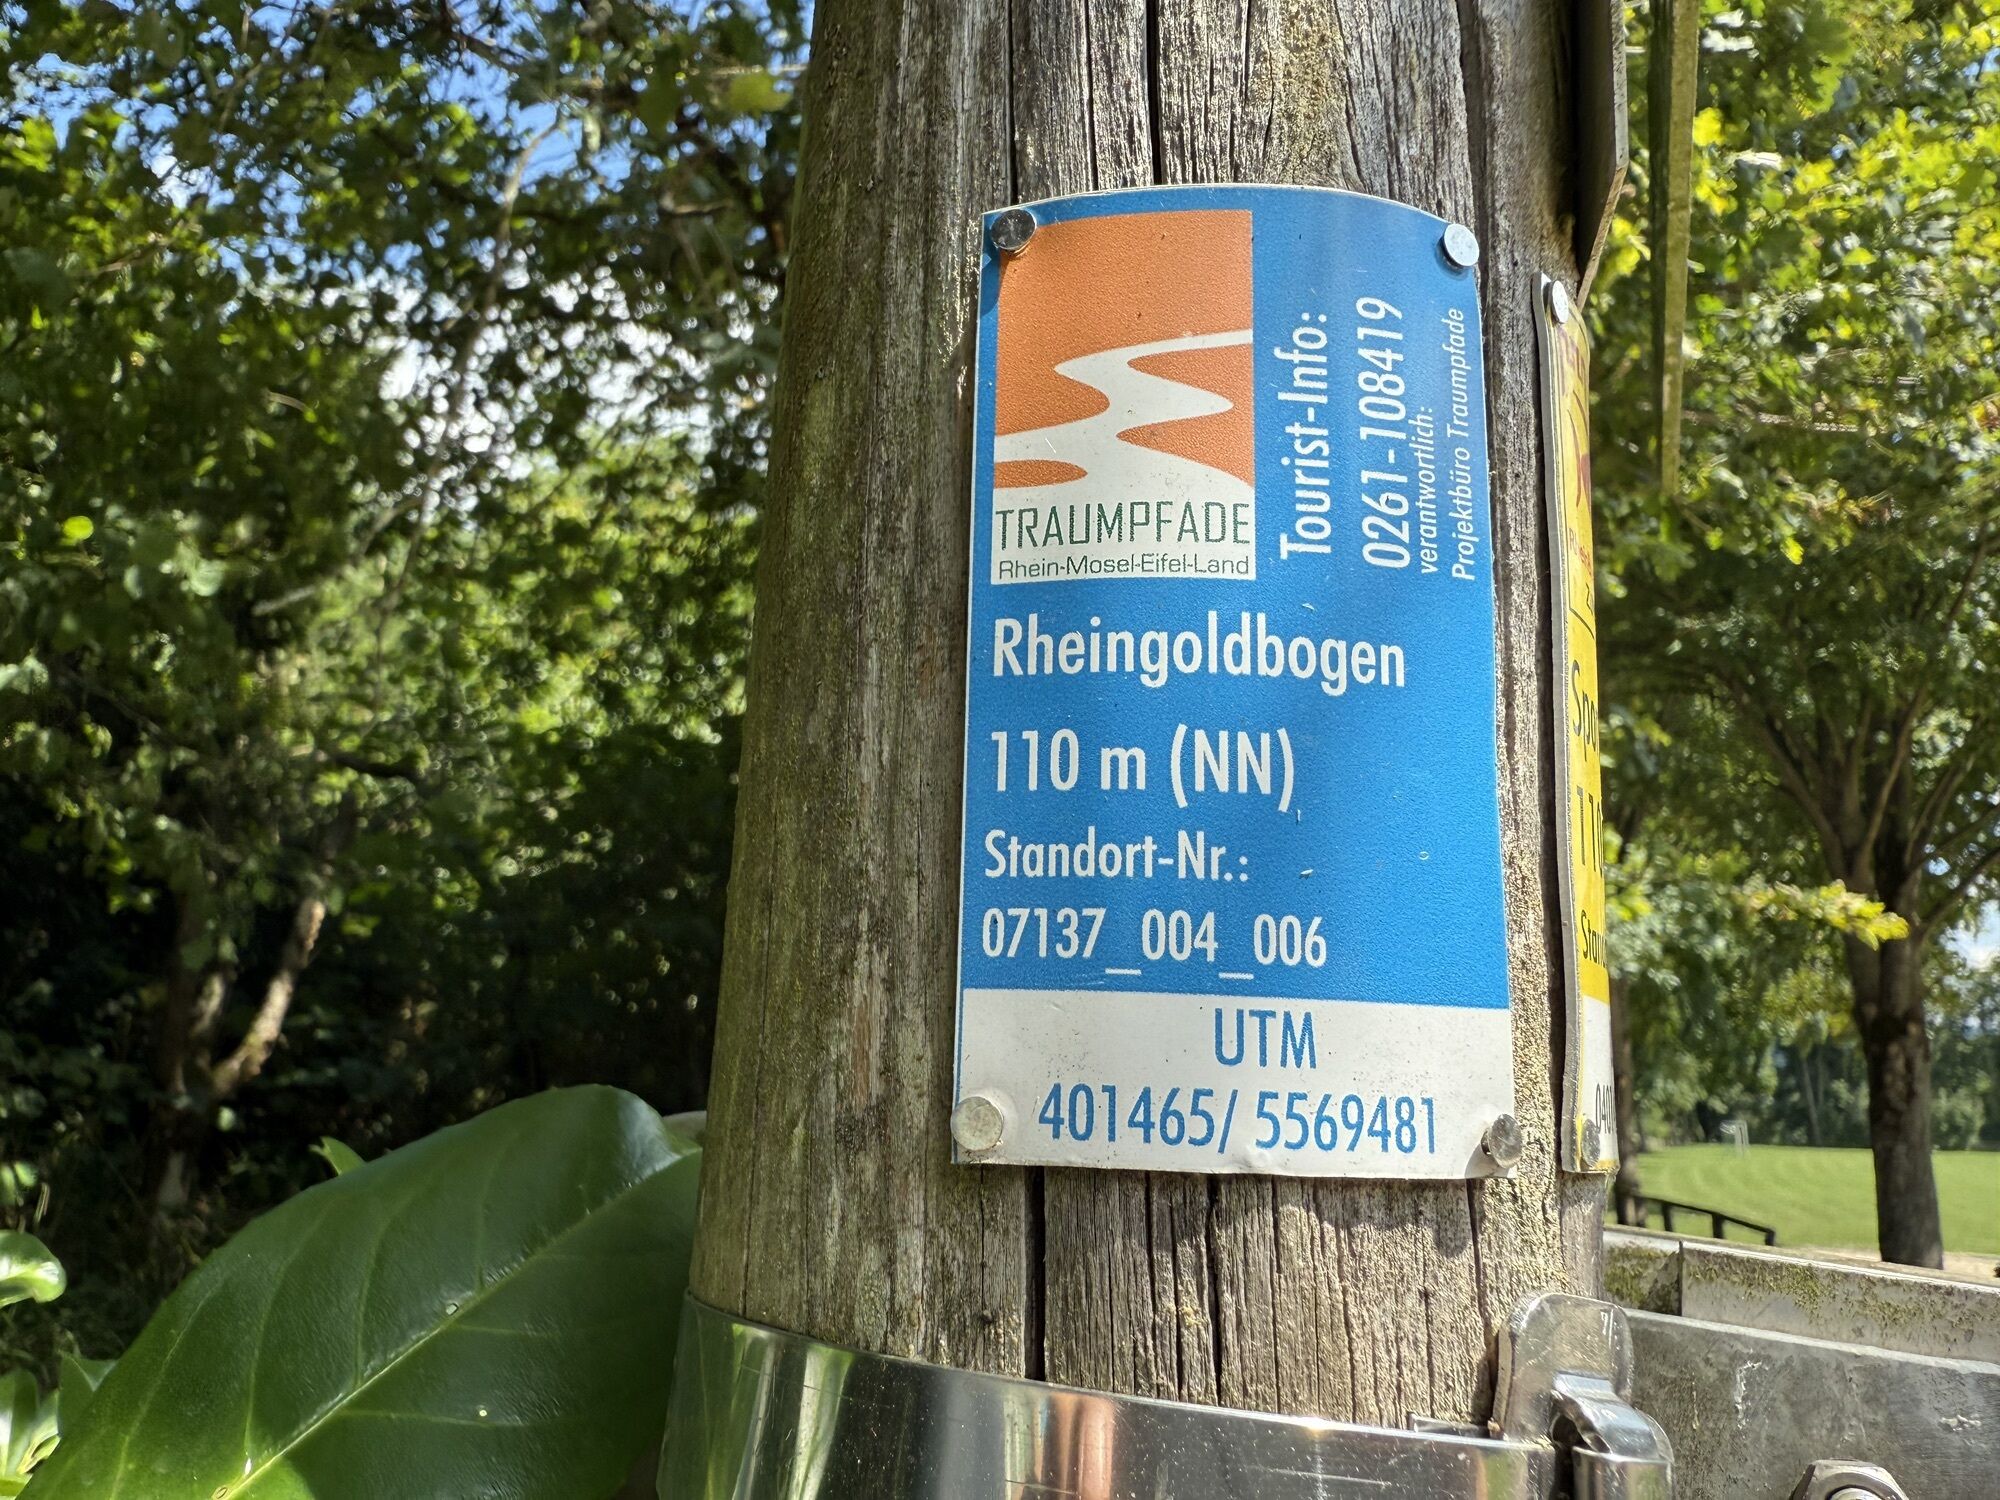 TRAUMPFADE
Rhein-Mosel-Eifel-Land
Tourist-Info:
0261-108419
verantwortlich:
Projektbüro Traumpfade
Rheingoldbogen
110 m (NN)
Standort-Nr.:
07137_004_006
UTM
401465/ 5569481